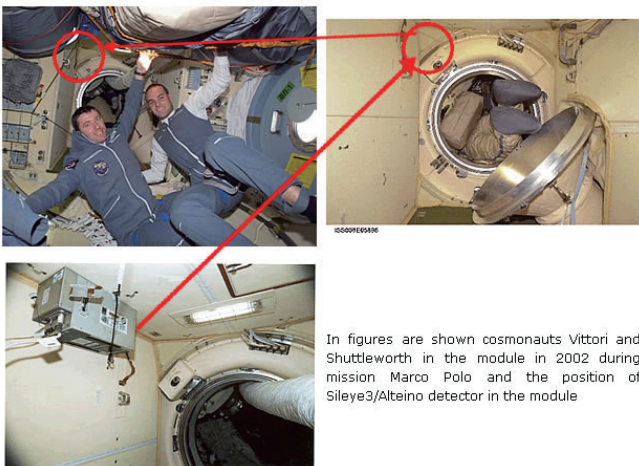 ISS006E05896
In figures are shown cosmonauts Vittori and
Shuttleworth in the module in 2002 during
mission Marco Polo and the position of
Sileye3/Alteino detector in the module